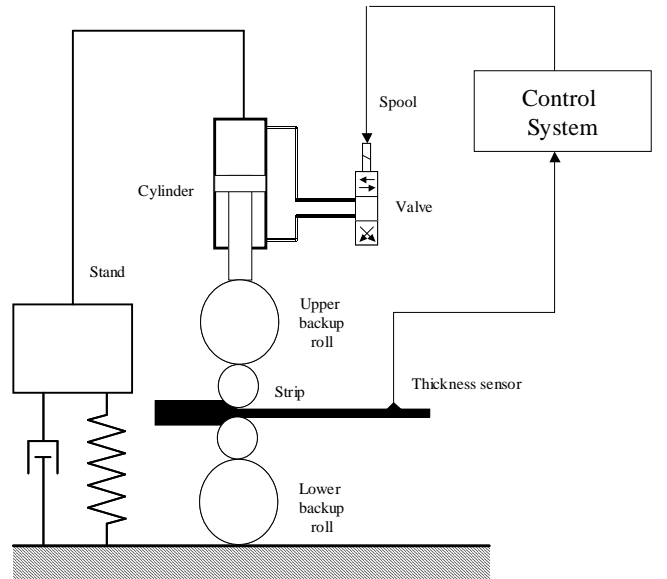 Control
System
Spool
Cylinder
Valve
Stand
Upper
backup
roll
Thickness sensor
Strip
Lower
backup
roll